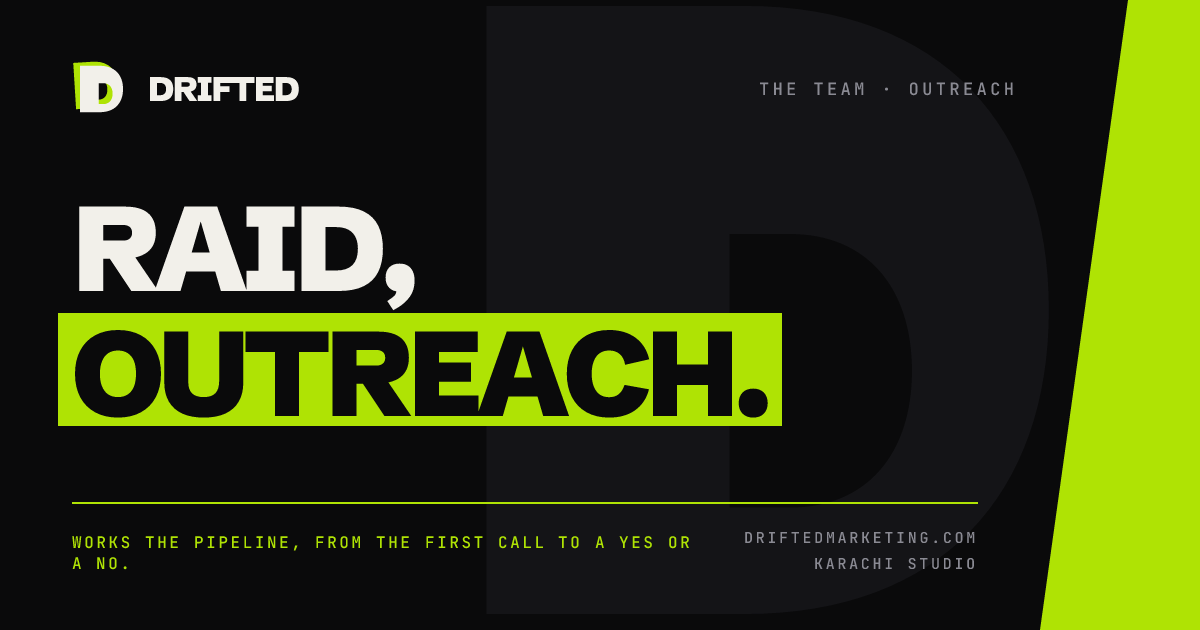 DRIFTED
THE TEAM · OUTREACH
RAID,
OUTREACH.
WORKS THE PIPELINE, FROM THE FIRST CALL TO A YES OR
A NO.
DRIFTEDMARKETING.COM
KARACHI STUDIO